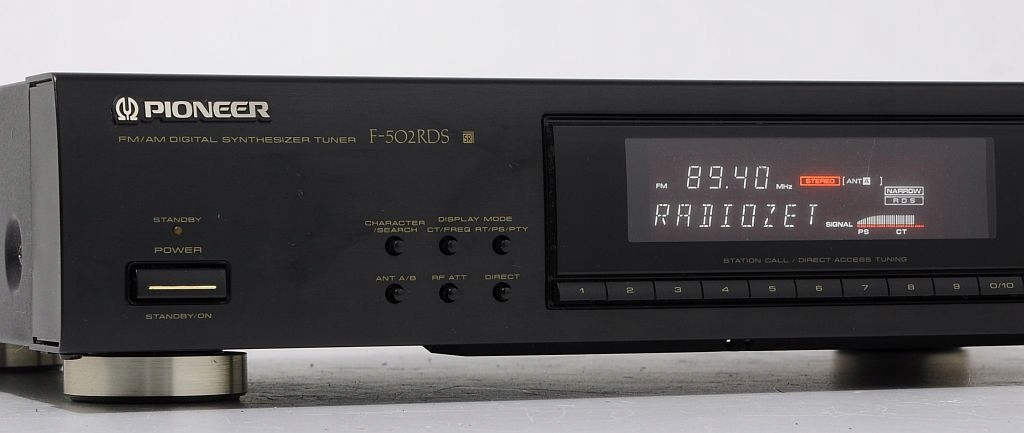 PIONEER
FM/AM DIGITAL SYNTHESIZER TUNER F-502RDS SR
STANDBY
POWER
STANDBY/ON
CHARACTER
/SEARCH
DISPLAY MODE
CT/FREQ RT/PS/PTY
ANT A/B RF ATT DIRECT
FM 89.40 MHz STEREO [ANT A ]
NARROW
RDS
RADIOZET SIGNAL
PS CT
STATION CALL / DIRECT ACCESS TUNING
1 2 3 4 5 6 7 8 9 0/10